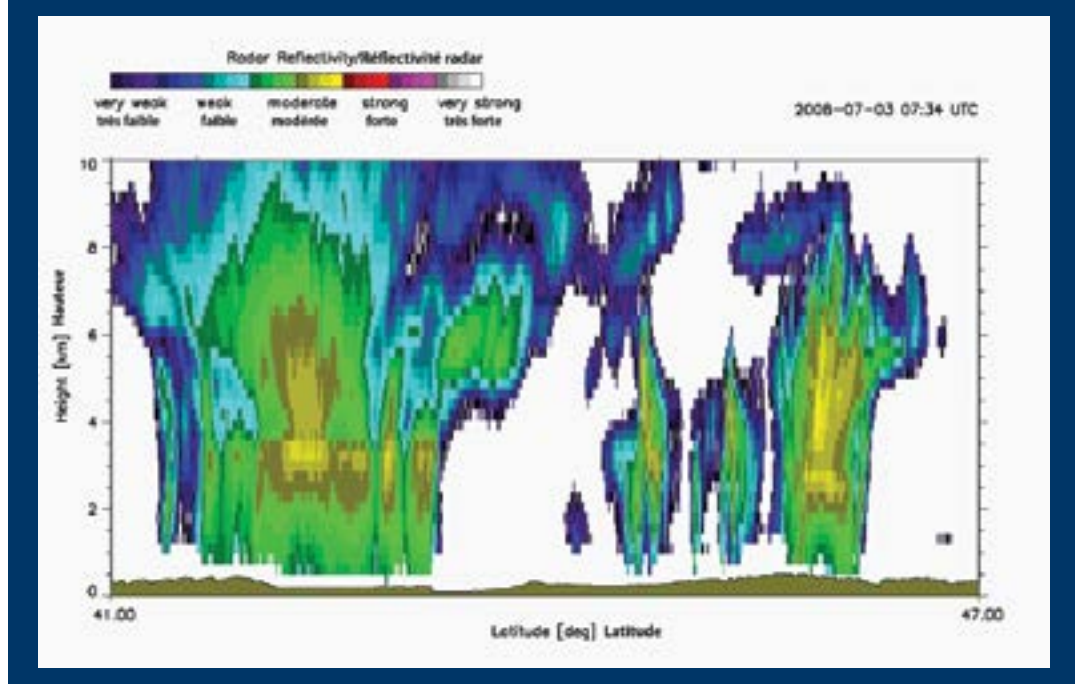 Radar Reflectivity/Réflectivité radar
very weak weak moderate strong very strong
très faible faible modérée forte très forte
2008-07-03 07:34 UTC
Height [km] Hauteur
10
8
6
4
2
0
41.00 47.00
Latitude [deg] Latitude